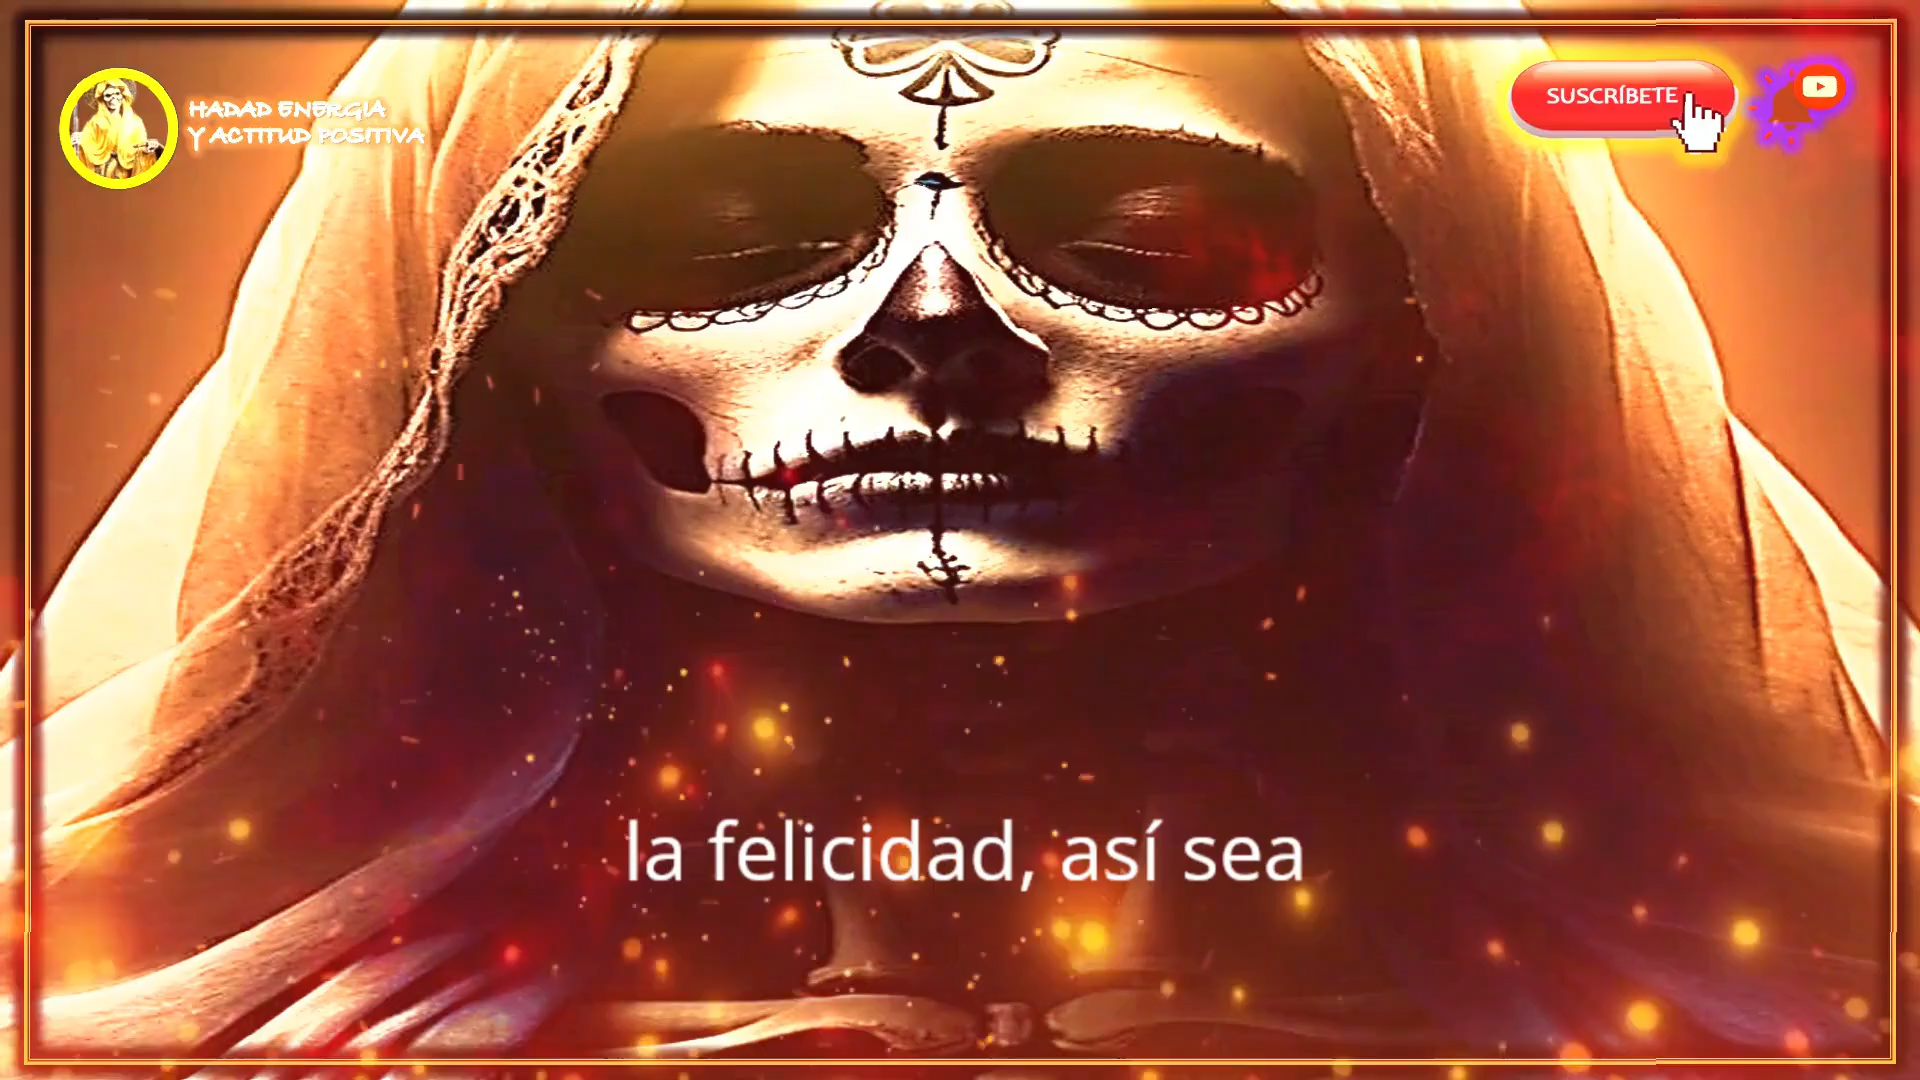 HADAD ENERGIA
Y ACTITUD POSITIVA
SUSCRÍBETE
la felicidad, así sea